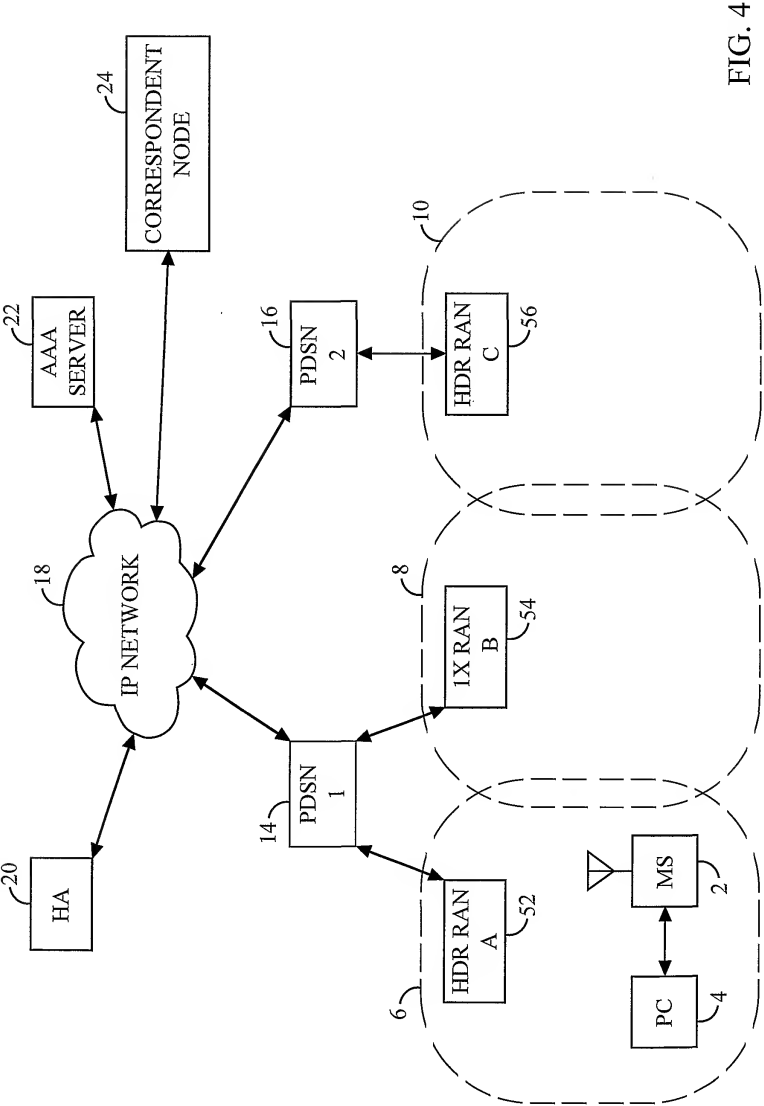 20
HA
18
IP NETWORK
22
AAA
SERVER
24
CORRESPONDENT
NODE
14
PDSN
1
16
PDSN
2
6
HDR RAN
A
52
8
1X RAN
B
54
10
HDR RAN
C
56
PC
4
MS
2
FIG. 4